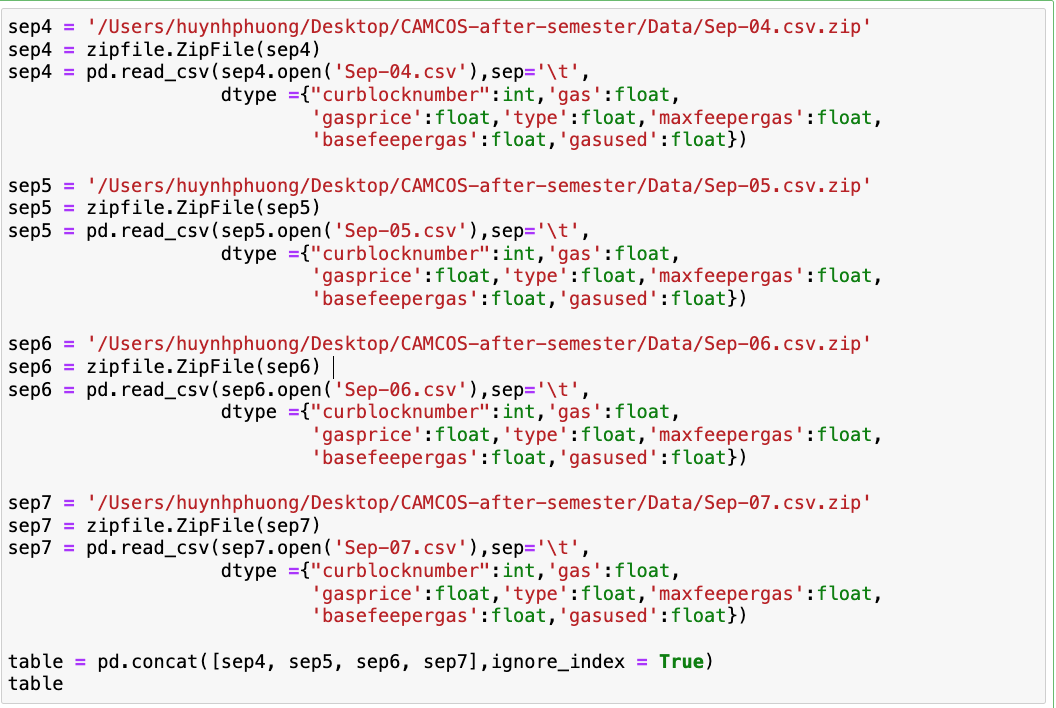 sep4 = '/Users/huynhphuong/Desktop/CAMCOS-after-semester/Data/Sep-04.csv.zip'
sep4 = zipfile.ZipFile(sep4)
sep4 = pd.read_csv(sep4.open('Sep-04.csv'),sep='\t',
                   dtype ={"curblocknumber":int,'gas':float,
                           'gasprice':float,'type':float,'maxfeepergas':float,
                           'basefeepergas':float,'gasused':float})

sep5 = '/Users/huynhphuong/Desktop/CAMCOS-after-semester/Data/Sep-05.csv.zip'
sep5 = zipfile.ZipFile(sep5)
sep5 = pd.read_csv(sep5.open('Sep-05.csv'),sep='\t',
                   dtype ={"curblocknumber":int,'gas':float,
                           'gasprice':float,'type':float,'maxfeepergas':float,
                           'basefeepergas':float,'gasused':float})

sep6 = '/Users/huynhphuong/Desktop/CAMCOS-after-semester/Data/Sep-06.csv.zip'
sep6 = zipfile.ZipFile(sep6)
sep6 = pd.read_csv(sep6.open('Sep-06.csv'),sep='\t',
                   dtype ={"curblocknumber":int,'gas':float,
                           'gasprice':float,'type':float,'maxfeepergas':float,
                           'basefeepergas':float,'gasused':float})

sep7 = '/Users/huynhphuong/Desktop/CAMCOS-after-semester/Data/Sep-07.csv.zip'
sep7 = zipfile.ZipFile(sep7)
sep7 = pd.read_csv(sep7.open('Sep-07.csv'),sep='\t',
                   dtype ={"curblocknumber":int,'gas':float,
                           'gasprice':float,'type':float,'maxfeepergas':float,
                           'basefeepergas':float,'gasused':float})

table = pd.concat([sep4, sep5, sep6, sep7],ignore_index = True)
table